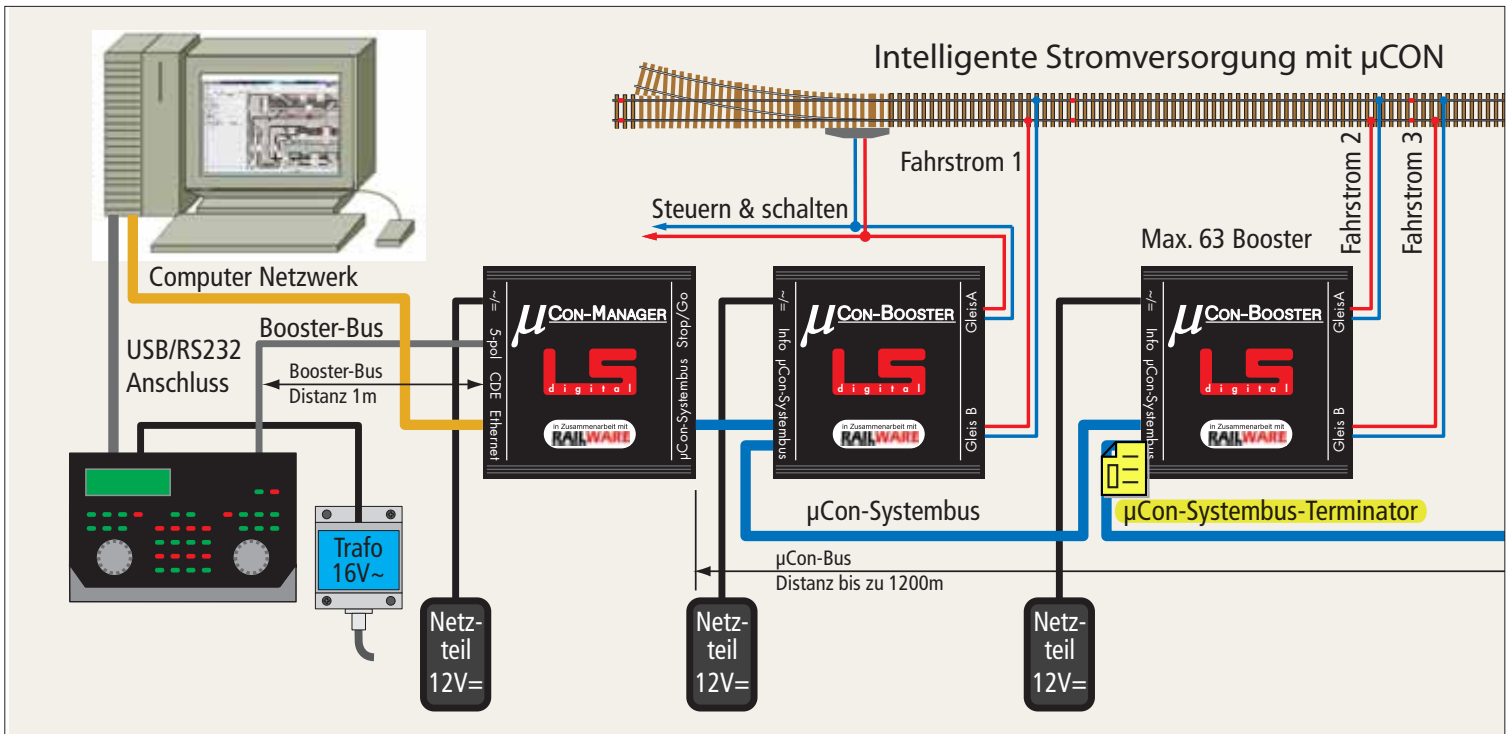 Intelligente Stromversorgung mit µCON
Fahrstrom 1
Fahrstrom 2
Fahrstrom 3
Steuern & schalten
Max. 63 Booster
Computer Netzwerk
Booster-Bus
USB/RS232
Anschluss
Booster-Bus
Distanz 1m
~/=
5-pol
CDE
Ethernet
µCON-MANAGER
LS
digital
in Zusammenarbeit mit
RAILWARE
Stop/Go
µCon-Systembus
~/=
Info
µCon-Systembus
µCON-BOOSTER
LS
digital
in Zusammenarbeit mit
RAILWARE
GleisA
Gleis B
~/=
Info
µCon-Systembus
µCON-BOOSTER
LS
digital
in Zusammenarbeit mit
RAILWARE
GleisA
Gleis B
µCon-Systembus
µCon-Systembus-Terminator
µCon-Bus
Distanz bis zu 1200m
Trafo
16V~
Netz-
teil
12V=
Netz-
teil
12V=
Netz-
teil
12V=